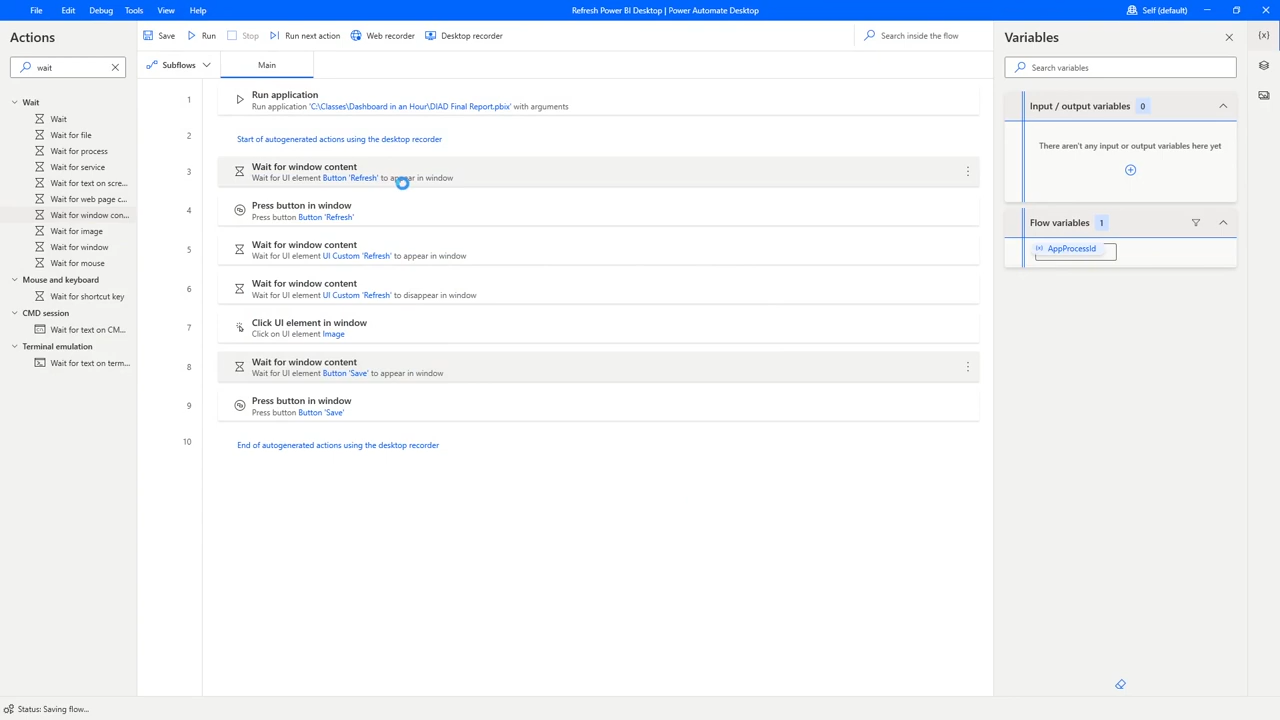 File Edit Debug Tools View Help
Refresh Power BI Desktop | Power Automate Desktop
Self (default)
Actions
wait
Wait
Wait
Wait for file
Wait for process
Wait for service
Wait for text on scre...
Wait for web page c...
Wait for window con...
Wait for image
Wait for window
Wait for mouse
Mouse and keyboard
Wait for shortcut key
CMD session
Wait for text on CM...
Terminal emulation
Wait for text on term...
Save Run Stop Run next action Web recorder Desktop recorder
Search inside the flow
Subflows
Main
1
Run application
Run application 'C:\Classes\Dashboard in an Hour\DIAD Final Report.pbix' with arguments
2
Start of autogenerated actions using the desktop recorder
3
Wait for window content
Wait for UI element Button 'Refresh' to appear in window
4
Press button in window
Press button Button 'Refresh'
5
Wait for window content
Wait for UI element UI Custom 'Refresh' to appear in window
6
Wait for window content
Wait for UI element UI Custom 'Refresh' to disappear in window
7
Click UI element in window
Click on UI element Image
8
Wait for window content
Wait for UI element Button 'Save' to appear in window
9
Press button in window
Press button Button 'Save'
10
End of autogenerated actions using the desktop recorder
Variables
{x}
Search variables
Input / output variables 0
There aren't any input or output variables here yet
Flow variables 1
(x) AppProcessId
Status: Saving flow...